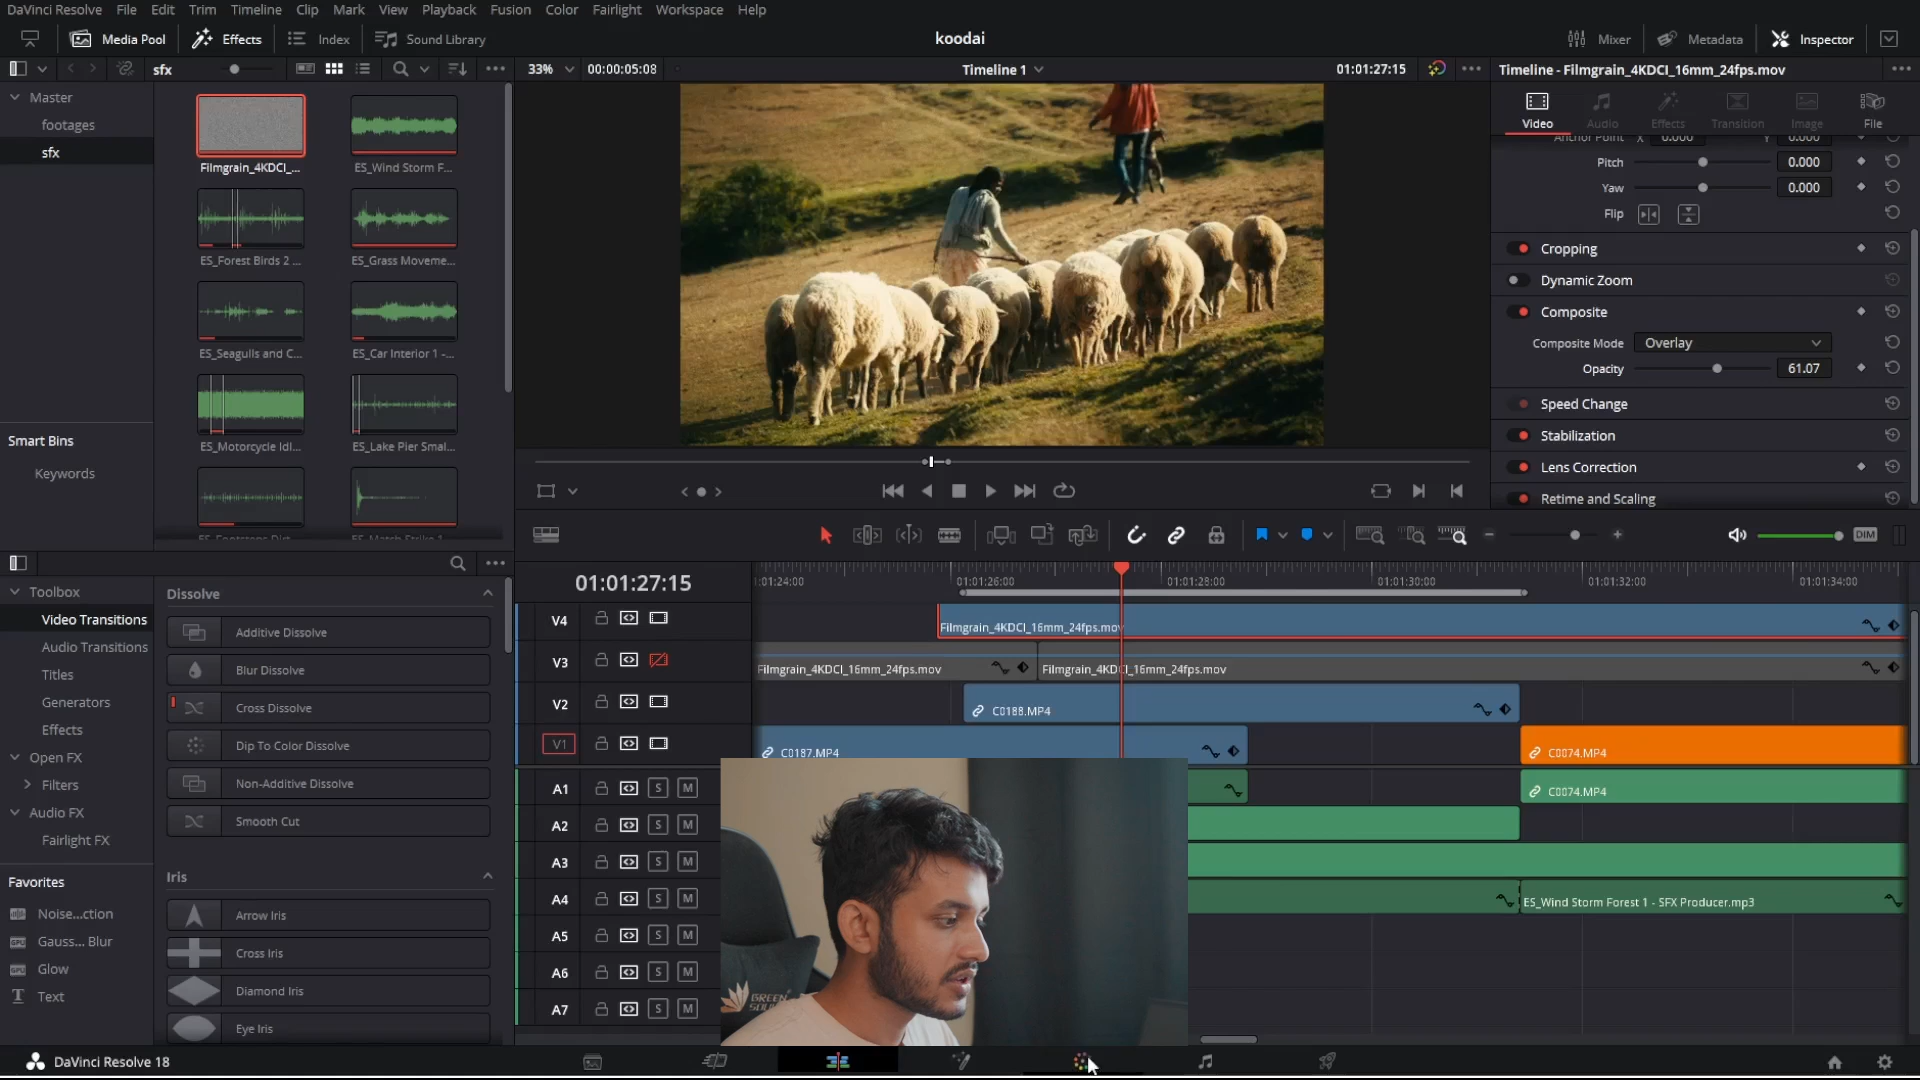 DaVinci Resolve File Edit Trim Timeline Clip Mark View Playback Fusion Color Fairlight Workspace Help
Media Pool Effects Index Sound Library koodai Mixer Metadata Inspector
sfx 33% 00:00:05:08 Timeline 1 01:01:27:15 Timeline - Filmgrain_4KDCI_16mm_24fps.mov
Master
footages
sfx
Filmgrain_4KDCI_... ES_Wind Storm F...
ES_Forest Birds 2 ... ES_Grass Moveme...
ES_Seagulls and C... ES_Car Interior 1 -...
ES_Motorcycle Idl... ES_Lake Pier Smal...
Smart Bins
Keywords
Video Audio Effects Transition Image File
Anchor Point X 0.000 Y 0.000
Pitch 0.000
Yaw 0.000
Flip
Cropping
Dynamic Zoom
Composite
Composite Mode Overlay
Opacity 61.07
Speed Change
Stabilization
Lens Correction
Retime and Scaling
DIM
Toolbox
Video Transitions
Audio Transitions
Titles
Generators
Effects
Open FX
Filters
Audio FX
Fairlight FX
Favorites
Noise...ction
Gauss... Blur
Glow
T Text
Dissolve
Additive Dissolve
Blur Dissolve
Cross Dissolve
Dip To Color Dissolve
Non-Additive Dissolve
Smooth Cut
Iris
Arrow Iris
Cross Iris
Diamond Iris
Eye Iris
01:01:27:15
:01:24:00 01:01:26:00 01:01:28:00 01:01:30:00 01:01:32:00 01:01:34:00
V4 Filmgrain_4KDCI_16mm_24fps.mov
V3 Filmgrain_4KDCI_16mm_24fps.mov Filmgrain_4KDCI_16mm_24fps.mov
V2 C0188.MP4
V1 C0187.MP4 C0074.MP4
A1 S M C0074.MP4
A2 S M
A3 S M
A4 S M ES_Wind Storm Forest 1 - SFX Producer.mp3
A5 S M
A6 S M
A7 S M
GREEN
DaVinci Resolve 18